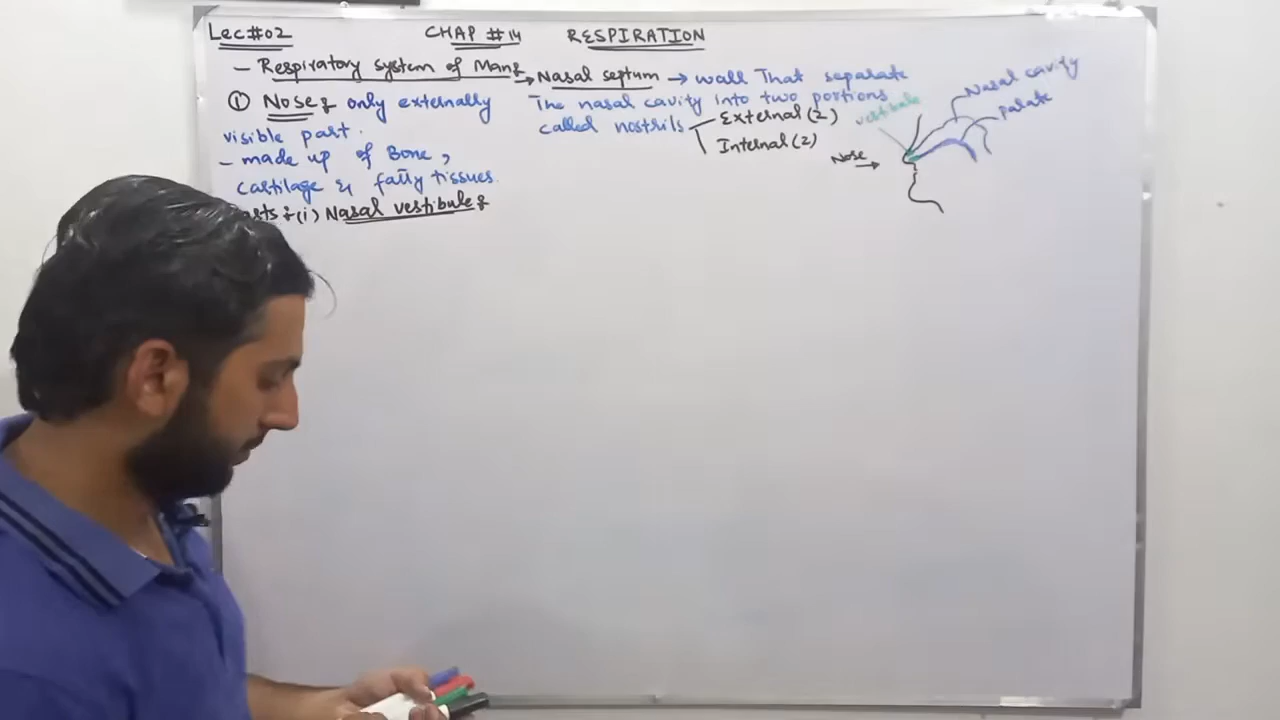 Lec#02 CHAP #14 RESPIRATION
- Respiratory system of Man:
① Nose: only externally
visible part.
- made up of Bone,
cartilage & fatty tissues.
(i) Nasal vestibule:
→ Nasal septum → wall That separate
The nasal cavity into two portions
called nostrils External (2)
Internal (2)
vestibule
Nasal cavity
palate
Nose →